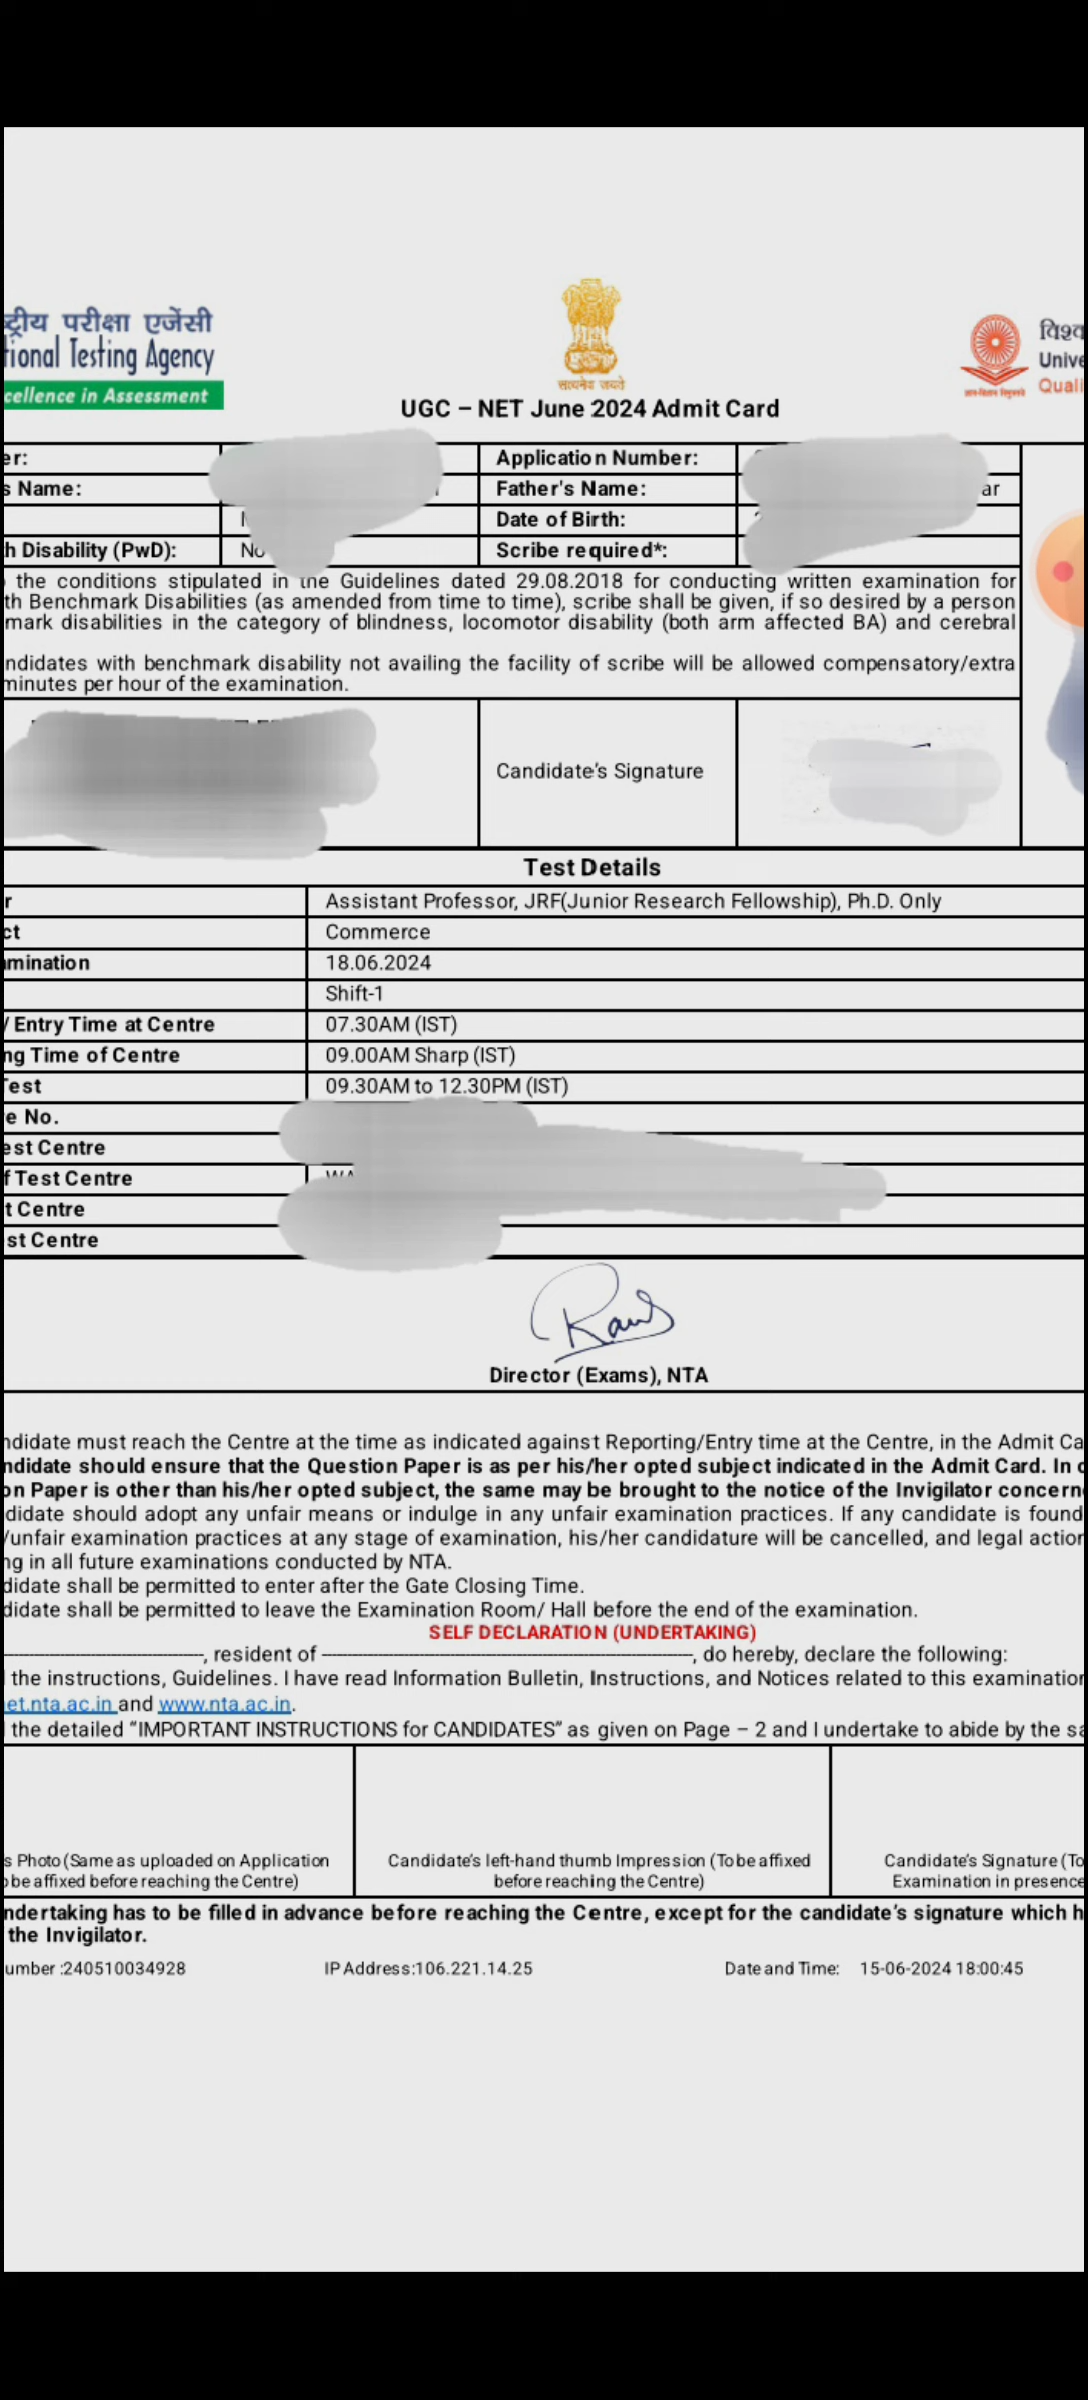 ट्रीय परीक्षा एजेंसी
tional Testing Agency
cellence in Assessment
सत्यमेव जयते
विश्व
Unive
Quali
UGC – NET June 2024 Admit Card
er:
Application Number:
s Name:
Father's Name:
ar
Date of Birth:
h Disability (PwD):
No
Scribe required*:
the conditions stipulated in the Guidelines dated 29.08.2018 for conducting written examination for
th Benchmark Disabilities (as amended from time to time), scribe shall be given, if so desired by a person
mark disabilities in the category of blindness, locomotor disability (both arm affected BA) and cerebral
ndidates with benchmark disability not availing the facility of scribe will be allowed compensatory/extra
minutes per hour of the examination.
Candidate's Signature
Test Details
r
Assistant Professor, JRF(Junior Research Fellowship), Ph.D. Only
ct
Commerce
mination
18.06.2024
Shift-1
/ Entry Time at Centre
07.30AM (IST)
ng Time of Centre
09.00AM Sharp (IST)
Test
09.30AM to 12.30PM (IST)
e No.
est Centre
f Test Centre
t Centre
st Centre
Director (Exams), NTA
ndidate must reach the Centre at the time as indicated against Reporting/Entry time at the Centre, in the Admit Ca
ndidate should ensure that the Question Paper is as per his/her opted subject indicated in the Admit Card. In c
on Paper is other than his/her opted subject, the same may be brought to the notice of the Invigilator concern
didate should adopt any unfair means or indulge in any unfair examination practices. If any candidate is found
/unfair examination practices at any stage of examination, his/her candidature will be cancelled, and legal action
ng in all future examinations conducted by NTA.
didate shall be permitted to enter after the Gate Closing Time.
didate shall be permitted to leave the Examination Room/ Hall before the end of the examination.
SELF DECLARATION (UNDERTAKING)
, resident of , do hereby, declare the following:
the instructions, Guidelines. I have read Information Bulletin, Instructions, and Notices related to this examination
et.nta.ac.in and www.nta.ac.in.
the detailed “IMPORTANT INSTRUCTIONS for CANDIDATES” as given on Page – 2 and I undertake to abide by the sa
s Photo (Same as uploaded on Application
o be affixed before reaching the Centre)
Candidate's left-hand thumb Impression (To be affixed
before reaching the Centre)
Candidate's Signature (To
Examination in presence
ndertaking has to be filled in advance before reaching the Centre, except for the candidate's signature which h
the Invigilator.
umber :240510034928
IP Address:106.221.14.25
Date and Time: 15-06-2024 18:00:45